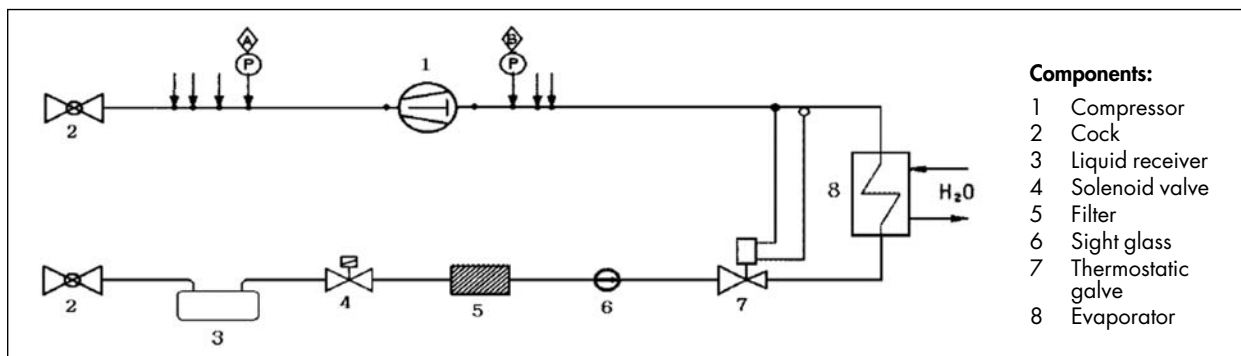 A
B
P
P
1
2
8
H₂O
2
3
4
5
6
7
Components:
1 Compressor
2 Cock
3 Liquid receiver
4 Solenoid valve
5 Filter
6 Sight glass
7 Thermostatic
galve
8 Evaporator